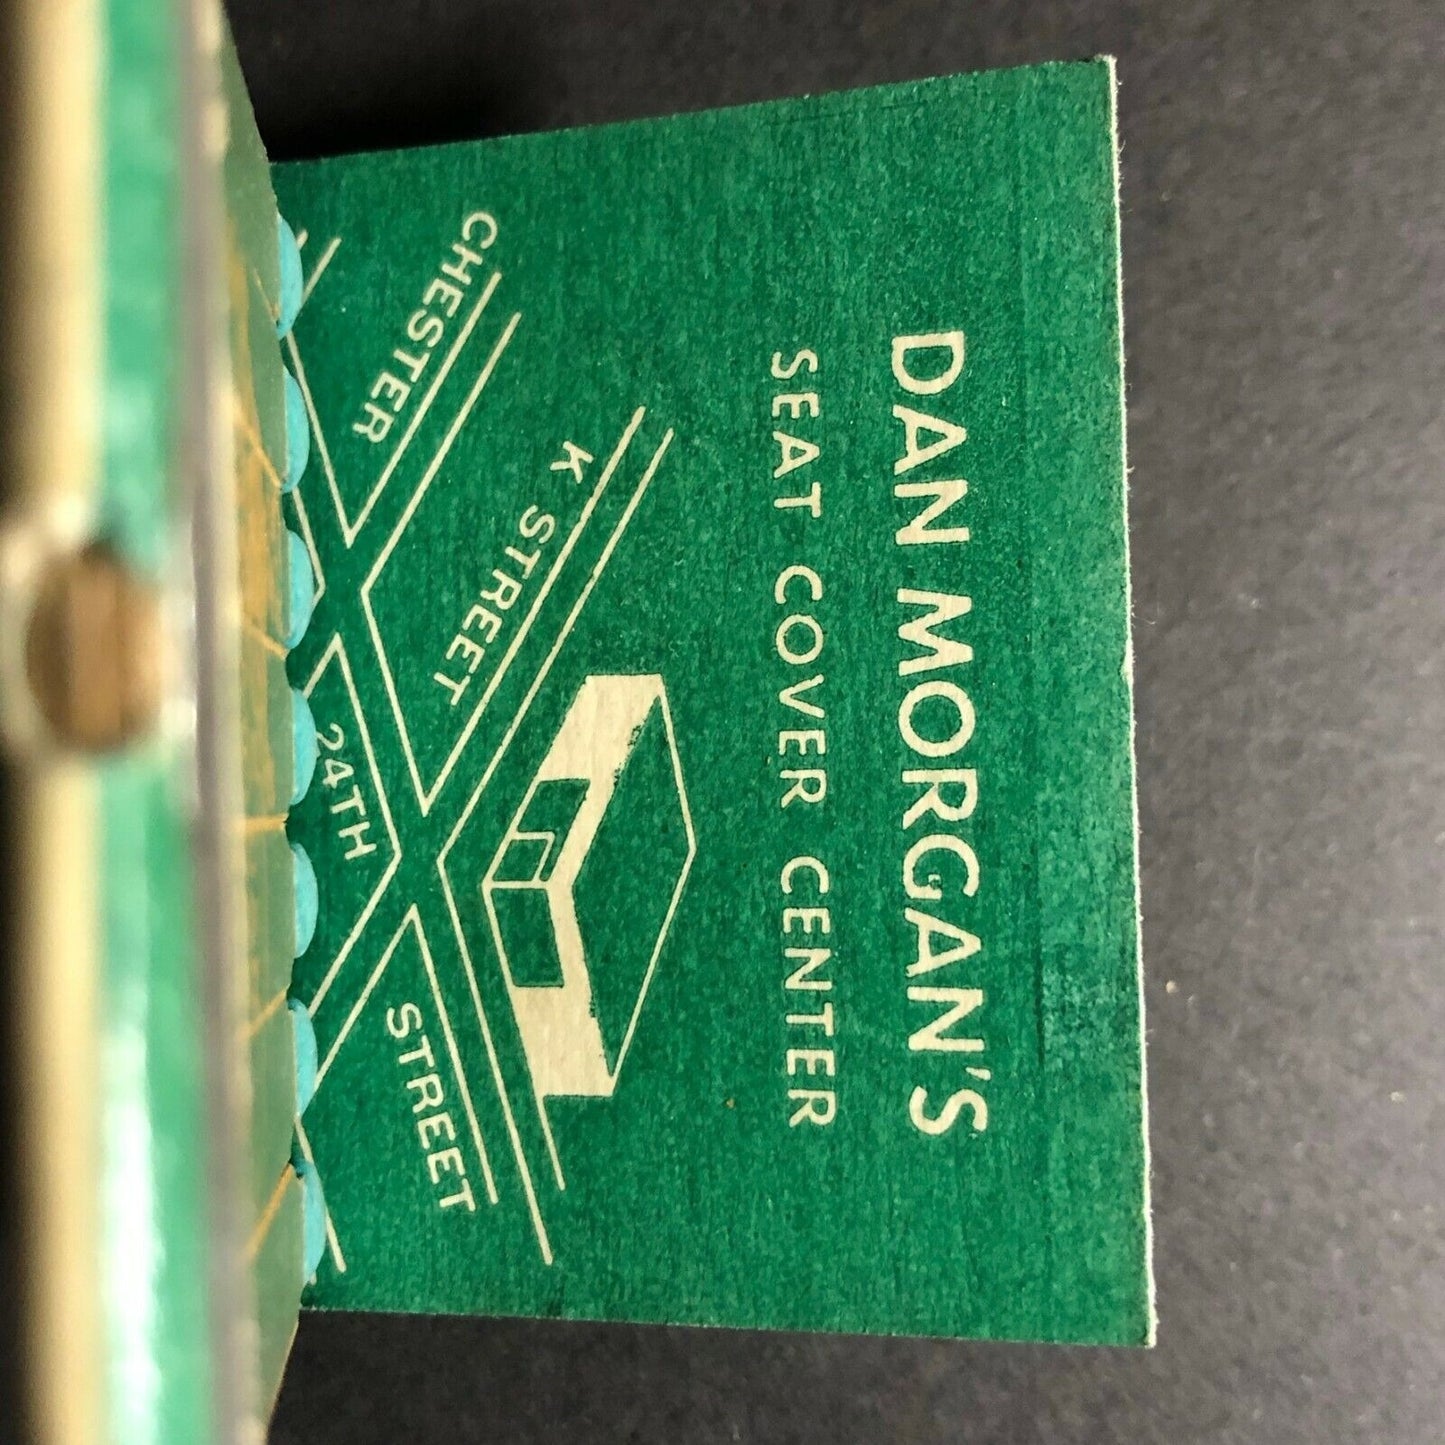 DAN MORGAN'S
SEAT COVER CENTER
CHESTER
K STREET
24TH
STREET